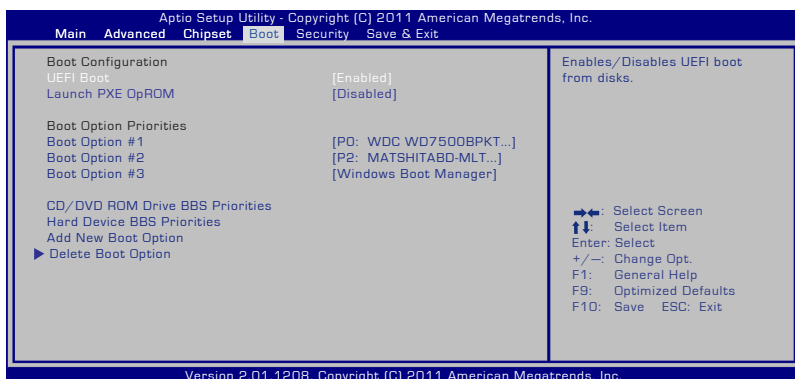 Aptio Setup Utility - Copyright (C) 2011 American Megatrends, Inc.
Main Advanced Chipset Boot Security Save & Exit
Boot Configuration
UEFI Boot [Enabled]
Launch PXE OpROM [Disabled]
Boot Option Priorities
Boot Option #1 [P0: WDC WD7500BPKT...]
Boot Option #2 [P2: MATSHITABD-MLT...]
Boot Option #3 [Windows Boot Manager]
CD/DVD ROM Drive BBS Priorities
Hard Device BBS Priorities
Add New Boot Option
Delete Boot Option
Enables/Disables UEFI boot
from disks.
→←: Select Screen
↑↓: Select Item
Enter: Select
+/—: Change Opt.
F1: General Help
F9: Optimized Defaults
F10: Save ESC: Exit
Version 2.01.1208. Copyright (C) 2011 American Megatrends, Inc.